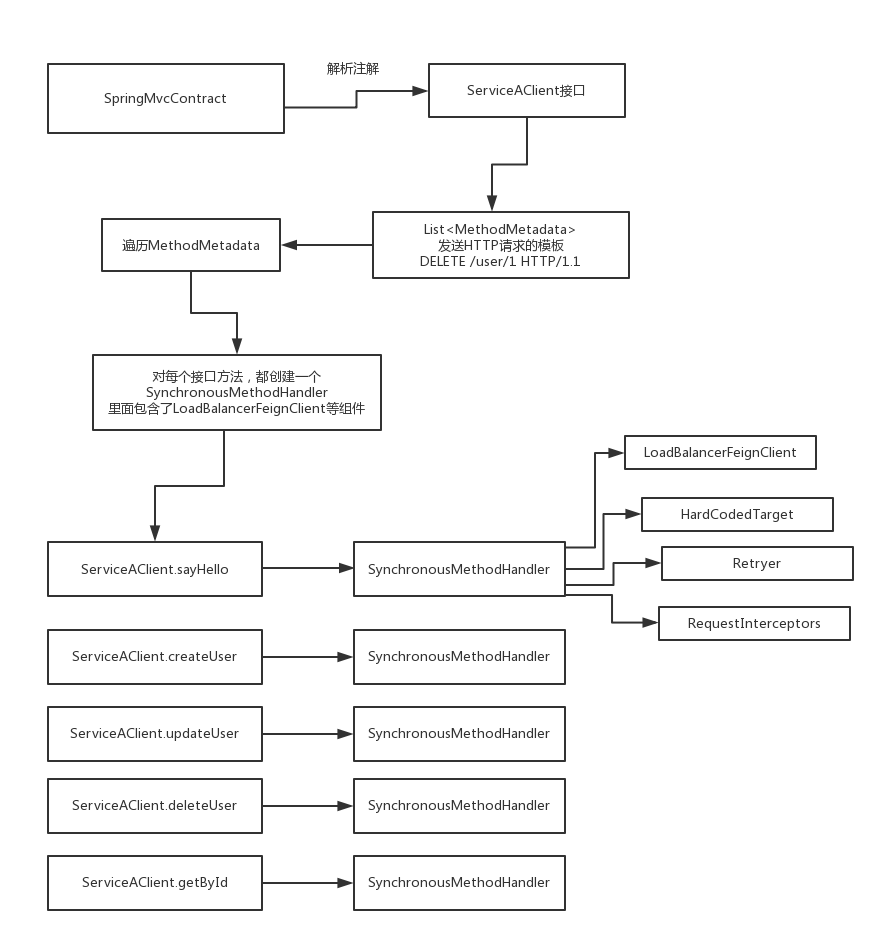 解析注解
SpringMvcContract
ServiceAClient接口
List<MethodMetadata>
发送HTTP请求的模板
DELETE /user/1 HTTP/1.1
遍历MethodMetadata
对每个接口方法，都创建一个
SynchronousMethodHandler
里面包含了LoadBalancerFeignClient等组件
LoadBalancerFeignClient
HardCodedTarget
ServiceAClient.sayHello
SynchronousMethodHandler
Retryer
RequestInterceptors
ServiceAClient.createUser
SynchronousMethodHandler
ServiceAClient.updateUser
SynchronousMethodHandler
ServiceAClient.deleteUser
SynchronousMethodHandler
ServiceAClient.getById
SynchronousMethodHandler